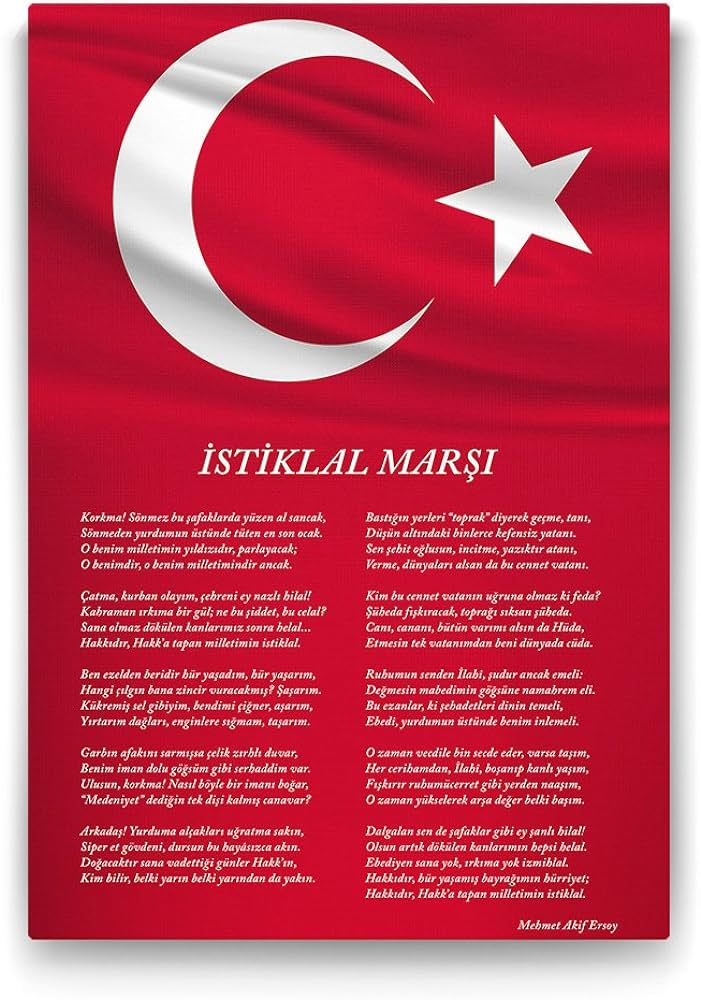 İSTİKLAL MARŞI
Korkma! Sönmez bu şafaklarda yüzen al sancak,
Sönmeden yurdumun üstünde tüten en son ocak.
O benim milletimin yıldızıdır, parlayacak;
O benimdir, o benim milletimindir ancak.
Çatma, kurban olayım, çehreni ey nazlı hilal!
Kahraman ırkıma bir gül; ne bu şiddet, bu celal?
Sana olmaz dökülen kanlarımız sonra helal...
Hakkıdır, Hakk'a tapan milletimin istiklal.
Ben ezelden beridir hür yaşadım, hür yaşarım,
Hangi çılgın bana zincir vuracakmış? Şaşarım.
Kükremiş sel gibiyim, bendimi çiğner, aşarım,
Yırtarım dağları, enginlere sığmam, taşarım.
Garbın afakını sarmışsa çelik zırhlı duvar,
Benim iman dolu göğsüm gibi serhaddim var.
Ulusun, korkma! Nasıl böyle bir imanı boğar,
“Medeniyet” dediğin tek dişi kalmış canavar?
Arkadaş! Yurduma alçakları uğratma sakın,
Siper et gövdeni, dursun bu hayâsızca akın.
Doğacaktır sana vadettiği günler Hakk'ın,
Kim bilir, belki yarın belki yarından da yakın.
Bastığın yerleri “toprak” diyerek geçme, tanı,
Düşün altındaki binlerce kefensiz yatanı.
Sen şehit oğlusun, incitme, yazıktır atanı,
Verme, dünyaları alsan da bu cennet vatanı.
Kim bu cennet vatanın uğruna olmaz ki feda?
Şüheda fışkıracak, toprağı sıksan şüheda.
Canı, cananı, bütün varımı alsın da Hüda,
Etmesin tek vatanımdan beni dünyada cüda.
Ruhumun senden İlahi, şudur ancak emeli:
Değmesin mabedimin göğsüne namahrem eli.
Bu ezanlar, ki şehadetleri dinin temeli,
Ebedi, yurdumun üstünde benim inlemeli.
O zaman vecdile bin secde eder, varsa taşım,
Her cerihamdan, İlâhi, boşanıp kanlı yaşım,
Fışkırır ruhumücerret gibi yerden naaşım,
O zaman yükselerek arşa değer belki başım.
Dalgalan sen de şafaklar gibi ey şanlı hilal!
Olsun artık dökülen kanlarımın hepsi helal.
Ebediyen sana yok, ırkıma yok izmihlal.
Hakkıdır, hür yaşamış bayrağımın hürriyet;
Hakkıdır, Hakk'a tapan milletimin istiklal.
Mehmet Akif Ersoy